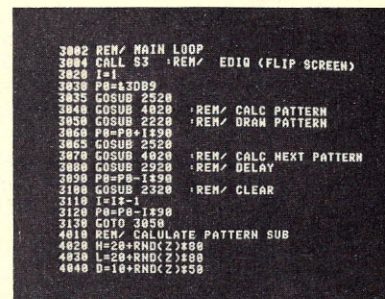 3002 REM/ MAIN LOOP
3004 CALL S3 :REM/ EDIQ (FLIP SCREEN)
3020 I=1
3030 P0=&3DB9
3035 GOSUB 2520
3040 GOSUB 4020 :REM/ CALC PATTERN
3050 GOSUB 2220 :REM/ DRAW PATTERN
3060 P0=P0+I*90
3065 GOSUB 2520
3070 GOSUB 4020 :REM/ CALC NEXT PATTERN
3080 GOSUB 2920 :REM/ DELAY
3090 P0=P0-I*90
3100 GOSUB 2320 :REM/ CLEAR
3110 I=I*-1
3120 P0=P0-I*90
3130 GOTO 3050
4010 REM/ CALULATE PATTERN SUB
4020 H=20+RND(Z)*80
4030 L=20+RND(Z)*80
4040 D=10+RND(Z)*50